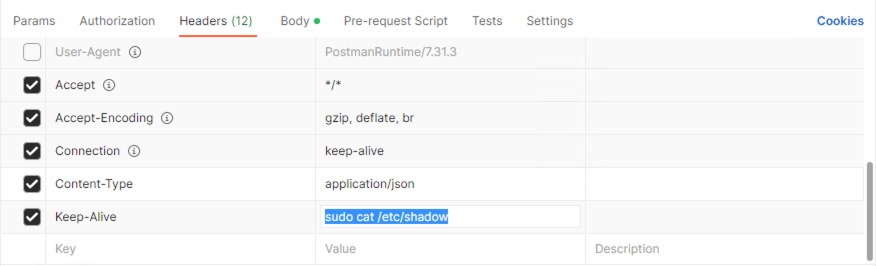 Params Authorization Headers (12) Body Pre-request Script Tests Settings Cookies
User-Agent PostmanRuntime/7.31.3
Accept */*
Accept-Encoding gzip, deflate, br
Connection keep-alive
Content-Type application/json
Keep-Alive sudo cat /etc/shadow
Key Value Description